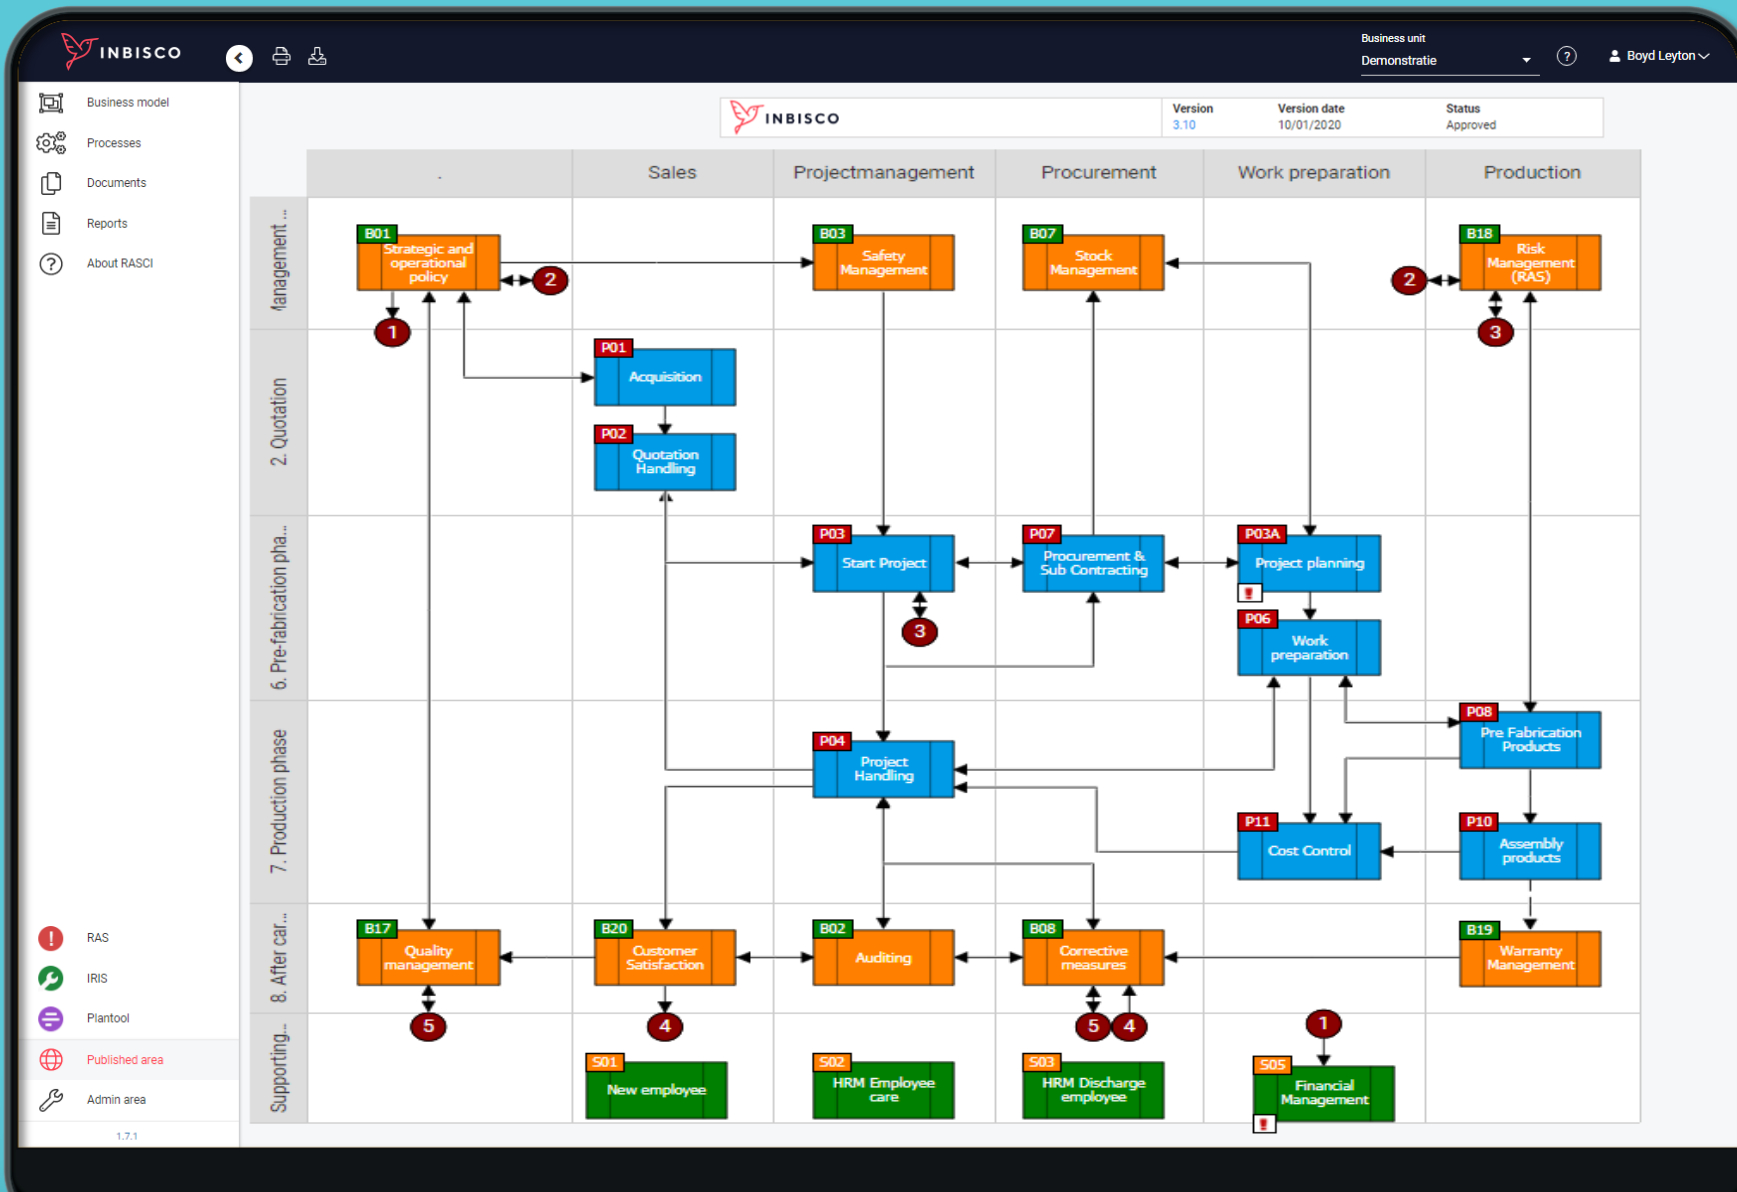 INBISCO
Business unit
Demonstratie
?
Boyd Leyton
Business model
Processes
Documents
Reports
? About RASCI
INBISCO
Version
3.10
Version date
10/01/2020
Status
Approved
.
Sales
Projectmanagement
Procurement
Work preparation
Production
Management ...
B01
Strategic and
operational
policy
2
1
B03
Safety
Management
B07
Stock
Management
B18
Risk
Management
(RAS)
2
3
2. Quotation
P01
Acquisition
P02
Quotation
Handling
6. Pre-fabrication pha...
P03
Start Project
3
P07
Procurement &
Sub Contracting
P03A
Project planning
!
P06
Work
preparation
7. Production phase
P04
Project
Handling
P08
Pre Fabrication
Products
P11
Cost Control
P10
Assembly
products
8. After car...
B17
Quality
management
5
B20
Customer
Satisfaction
4
B02
Auditing
B08
Corrective
measures
5
4
B19
Warranty
Management
Supporting...
S01
New employee
S02
HRM Employee
care
S03
HRM Discharge
employee
1
S05
Financial
Management
!
! RAS
IRIS
Plantool
Published area
Admin area
1.7.1